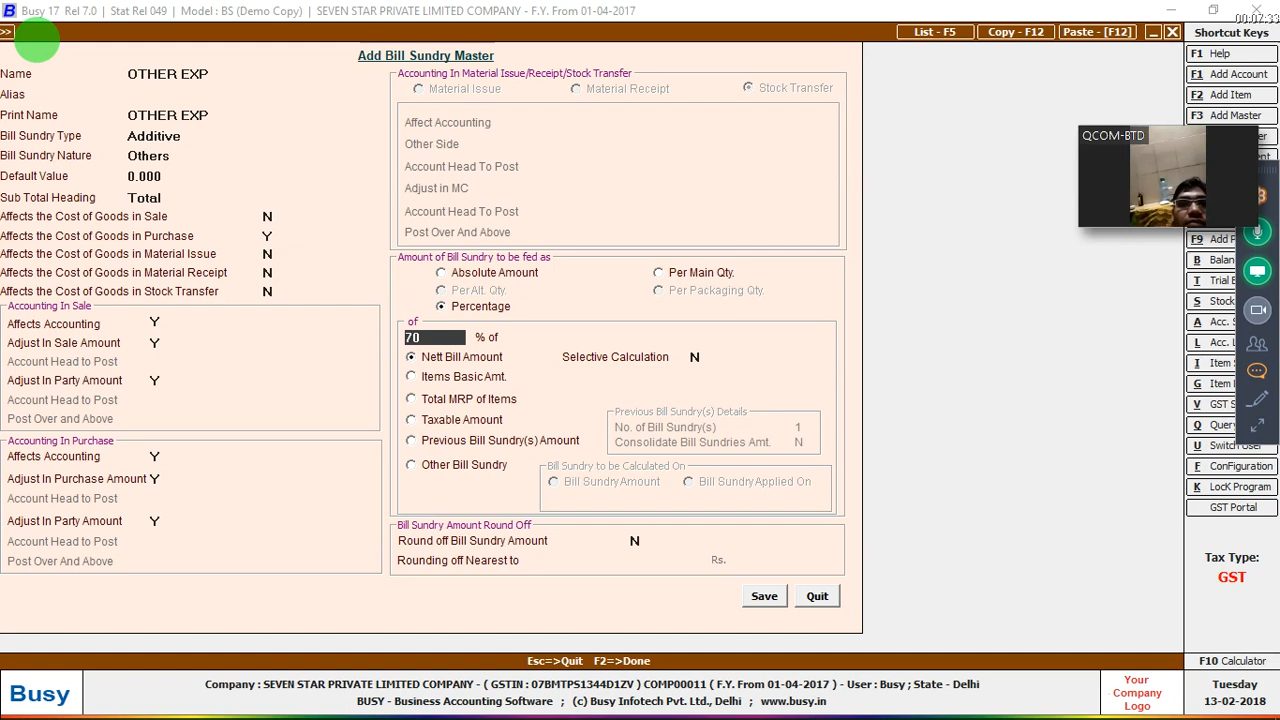 Busy 17 Rel 7.0 | Stat Rel 049 | Model : BS (Demo Copy) | SEVEN STAR PRIVATE LIMITED COMPANY - F.Y. From 01-04-2017
00:07:33
>>
List - F5
Copy - F12
Paste - [F12]
Shortcut Keys
Add Bill Sundry Master
Name OTHER EXP
Alias
Print Name OTHER EXP
Bill Sundry Type Additive
Bill Sundry Nature Others
Default Value 0.000
Sub Total Heading Total
Affects the Cost of Goods in Sale N
Affects the Cost of Goods in Purchase Y
Affects the Cost of Goods in Material Issue N
Affects the Cost of Goods in Material Receipt N
Affects the Cost of Goods in Stock Transfer N
Accounting In Sale
Affects Accounting Y
Adjust In Sale Amount Y
Account Head to Post
Adjust In Party Amount Y
Account Head to Post
Post Over and Above
Accounting In Purchase
Affects Accounting Y
Adjust In Purchase Amount Y
Account Head to Post
Adjust In Party Amount Y
Account Head to Post
Post Over And Above
Accounting In Material Issue/Receipt/Stock Transfer
Material Issue Material Receipt Stock Transfer
Affect Accounting
Other Side
Account Head To Post
Adjust in MC
Account Head To Post
Post Over And Above
Amount of Bill Sundry to be fed as
Absolute Amount Per Main Qty.
Per Alt. Qty. Per Packaging Qty.
Percentage
of
70 % of
Nett Bill Amount Selective Calculation N
Items Basic Amt.
Total MRP of Items
Taxable Amount
Previous Bill Sundry(s) Amount
Other Bill Sundry
Previous Bill Sundry(s) Details
No. of Bill Sundry(s) 1
Consolidate Bill Sundries Amt. N
Bill Sundry to be Calculated On
Bill Sundry Amount Bill Sundry Applied On
Bill Sundry Amount Round Off
Round off Bill Sundry Amount N
Rounding off Nearest to Rs.
Save Quit
QCOM-BTD
F1 Help
F1 Add Account
F2 Add Item
F3 Add Master
F9 Add
B Balan
T Trial
S Stock
A Acc.
L Acc.
I Item
G Item
V GST
Q Query
U Switch User
F Configuration
K Lock Program
GST Portal
Tax Type:
GST
Esc=>Quit F2=>Done
F10 Calculator
Busy
Company : SEVEN STAR PRIVATE LIMITED COMPANY - ( GSTIN : 07BMTPS1344D1ZV ) COMP00011 ( F.Y. From 01-04-2017 ) - User : Busy ; State - Delhi
BUSY - Business Accounting Software ; (c) Busy Infotech Pvt. Ltd., Delhi ; www.busy.in
Your
Company
Logo
Tuesday
13-02-2018